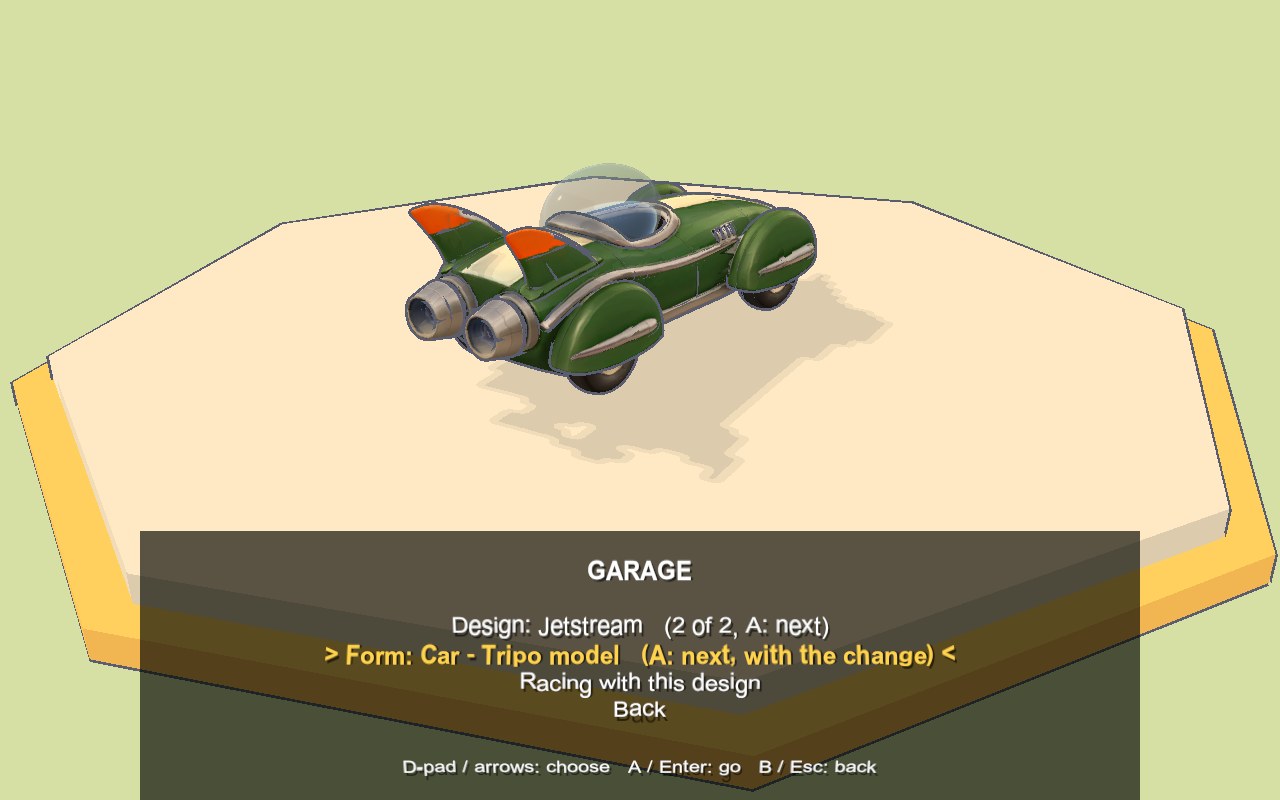 GARAGE
Design: Jetstream (2 of 2, A: next)
> Form: Car - Tripo model (A: next, with the change) <
Racing with this design
Back
D-pad / arrows: choose A / Enter: go B / Esc: back